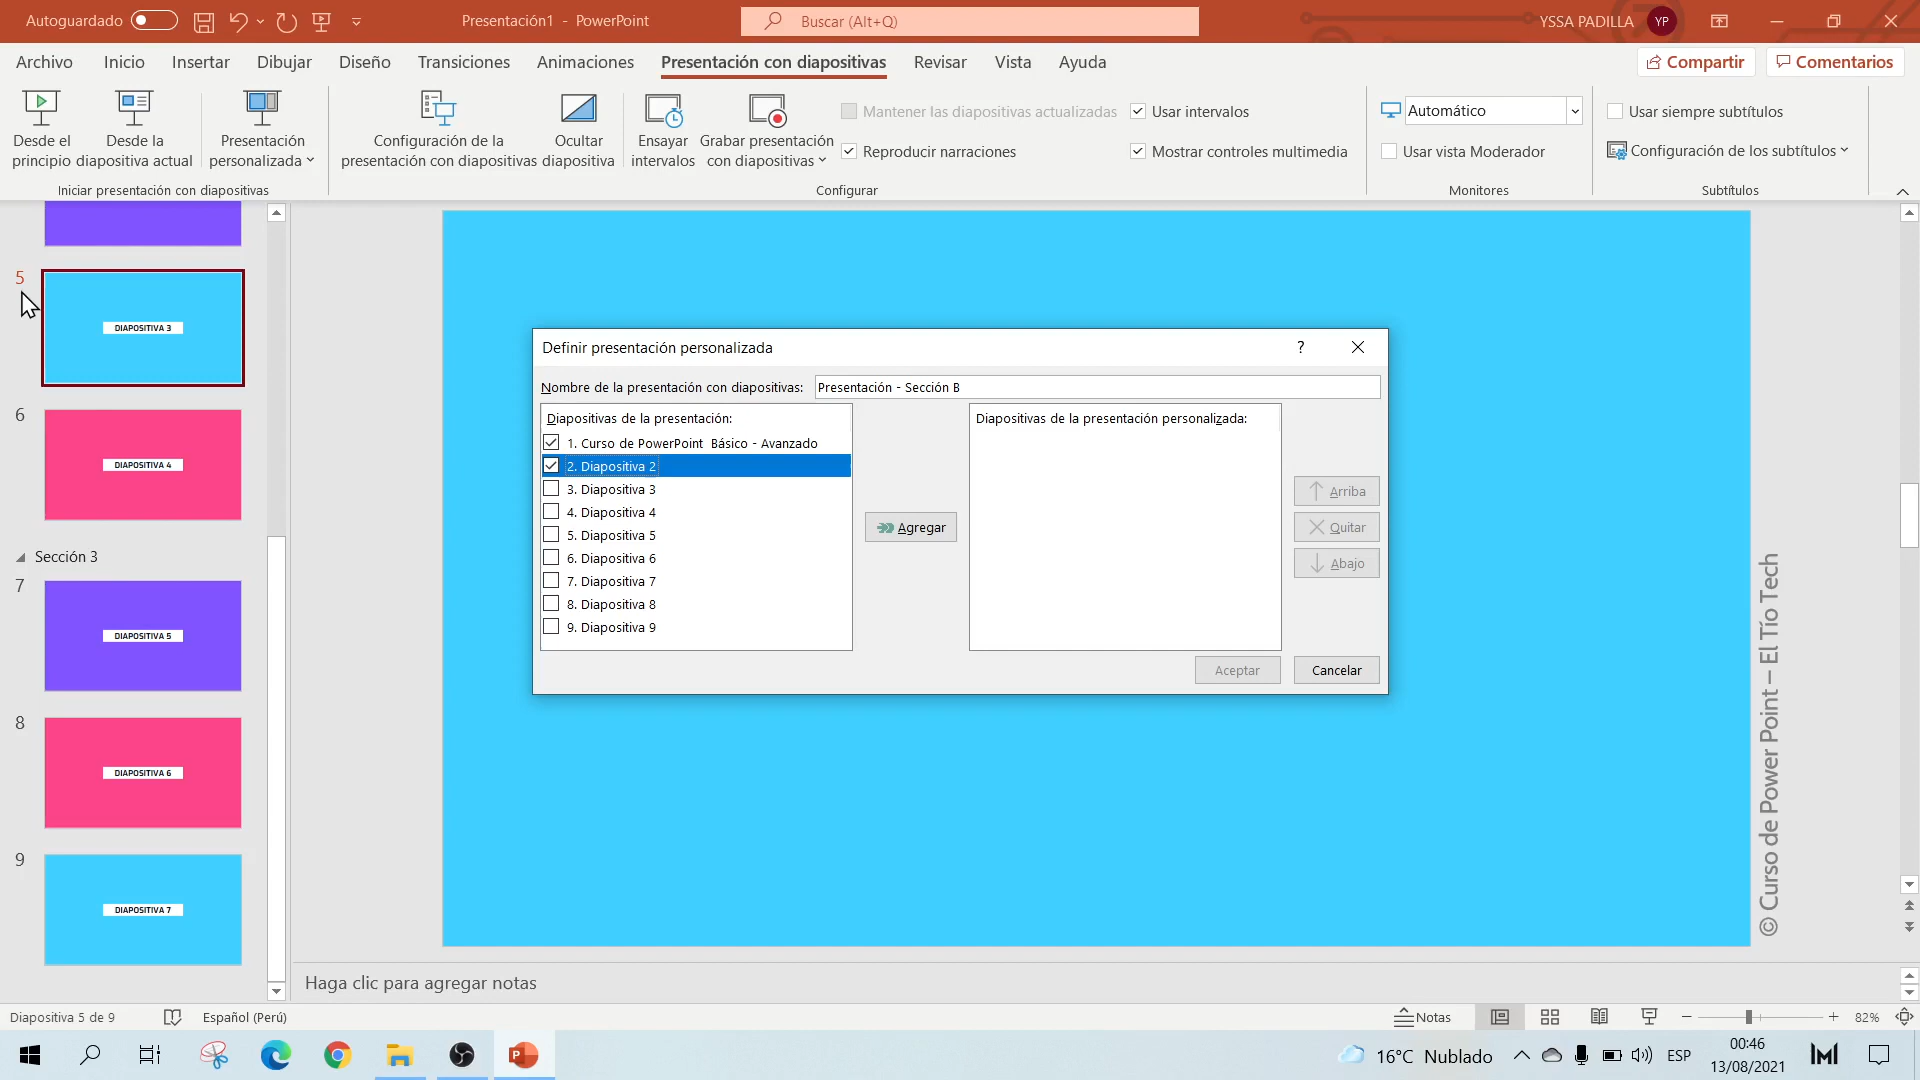 Autoguardado
Presentación1 - PowerPoint
Buscar (Alt+Q)
YSSA PADILLA
YP
Archivo
Inicio
Insertar
Dibujar
Diseño
Transiciones
Animaciones
Presentación con diapositivas
Revisar
Vista
Ayuda
Compartir
Comentarios
Desde el
principio
Desde la
diapositiva actual
Presentación
personalizada
Configuración de la
presentación con diapositivas
Ocultar
diapositiva
Ensayar
intervalos
Grabar presentación
con diapositivas
Mantener las diapositivas actualizadas
Reproducir narraciones
Usar intervalos
Mostrar controles multimedia
Automático
Usar vista Moderador
Usar siempre subtítulos
Configuración de los subtítulos
Iniciar presentación con diapositivas
Configurar
Monitores
Subtítulos
5
DIAPOSITIVA 3
6
DIAPOSITIVA 4
Sección 3
7
DIAPOSITIVA 5
8
DIAPOSITIVA 6
9
DIAPOSITIVA 7
Definir presentación personalizada
?
Nombre de la presentación con diapositivas:
Presentación - Sección B
Diapositivas de la presentación:
1. Curso de PowerPoint Básico - Avanzado
2. Diapositiva 2
3. Diapositiva 3
4. Diapositiva 4
5. Diapositiva 5
6. Diapositiva 6
7. Diapositiva 7
8. Diapositiva 8
9. Diapositiva 9
Agregar
Diapositivas de la presentación personalizada:
Arriba
Quitar
Abajo
Aceptar
Cancelar
© Curso de Power Point – El Tío Tech
Haga clic para agregar notas
Diapositiva 5 de 9
Español (Perú)
Notas
82%
16°C Nublado
ESP
00:46
13/08/2021